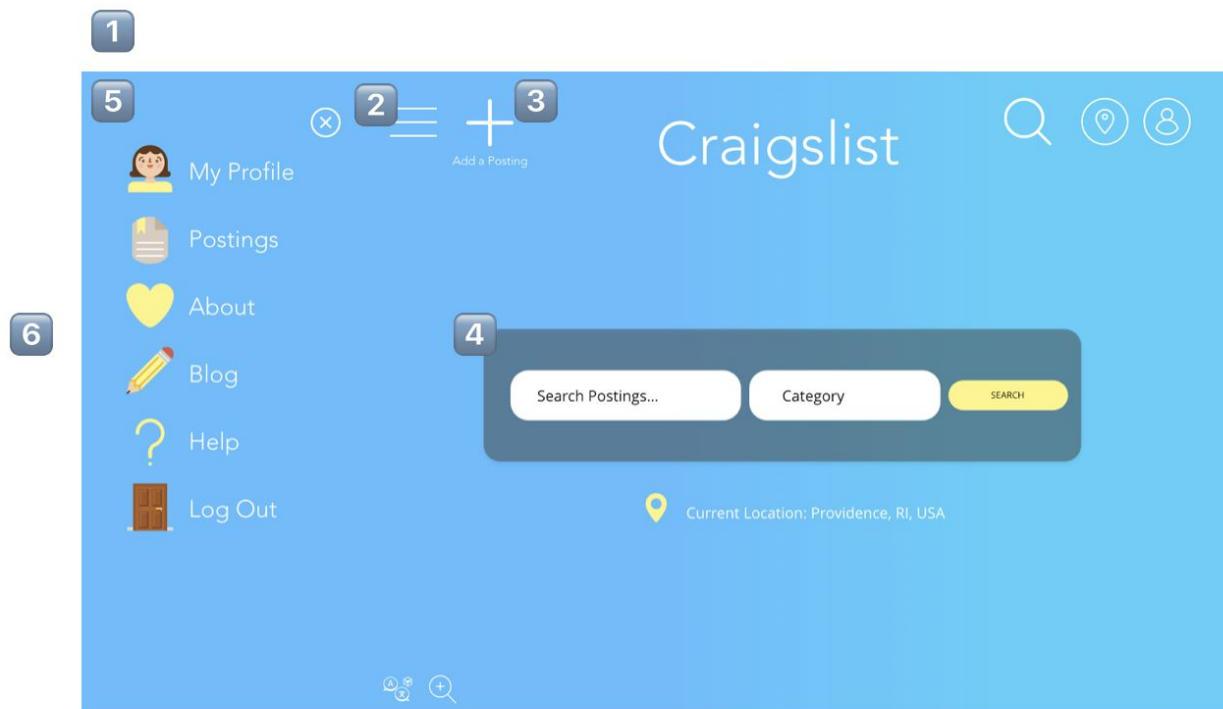 1
5
2
3
Craigslist
Add a Posting
My Profile
Postings
About
6
4
Blog
Search Postings...
Category
SEARCH
Help
Log Out
Current Location: Providence, RI, USA